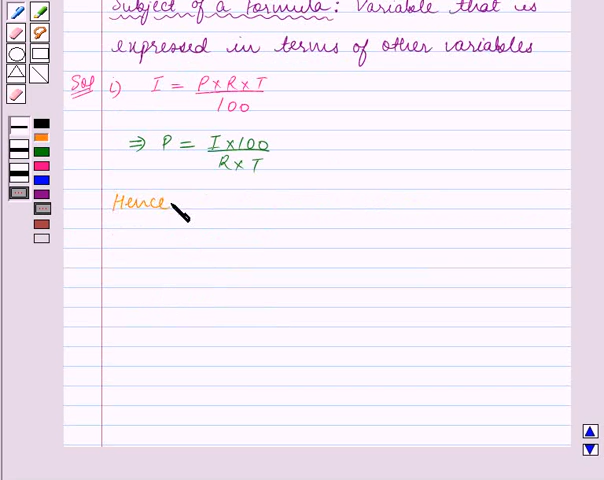 Subject of a formula: Variable that is
expressed in terms of other variables
Sol i) I = P×R×T/100
⇒ P = I×100/R×T
Hence